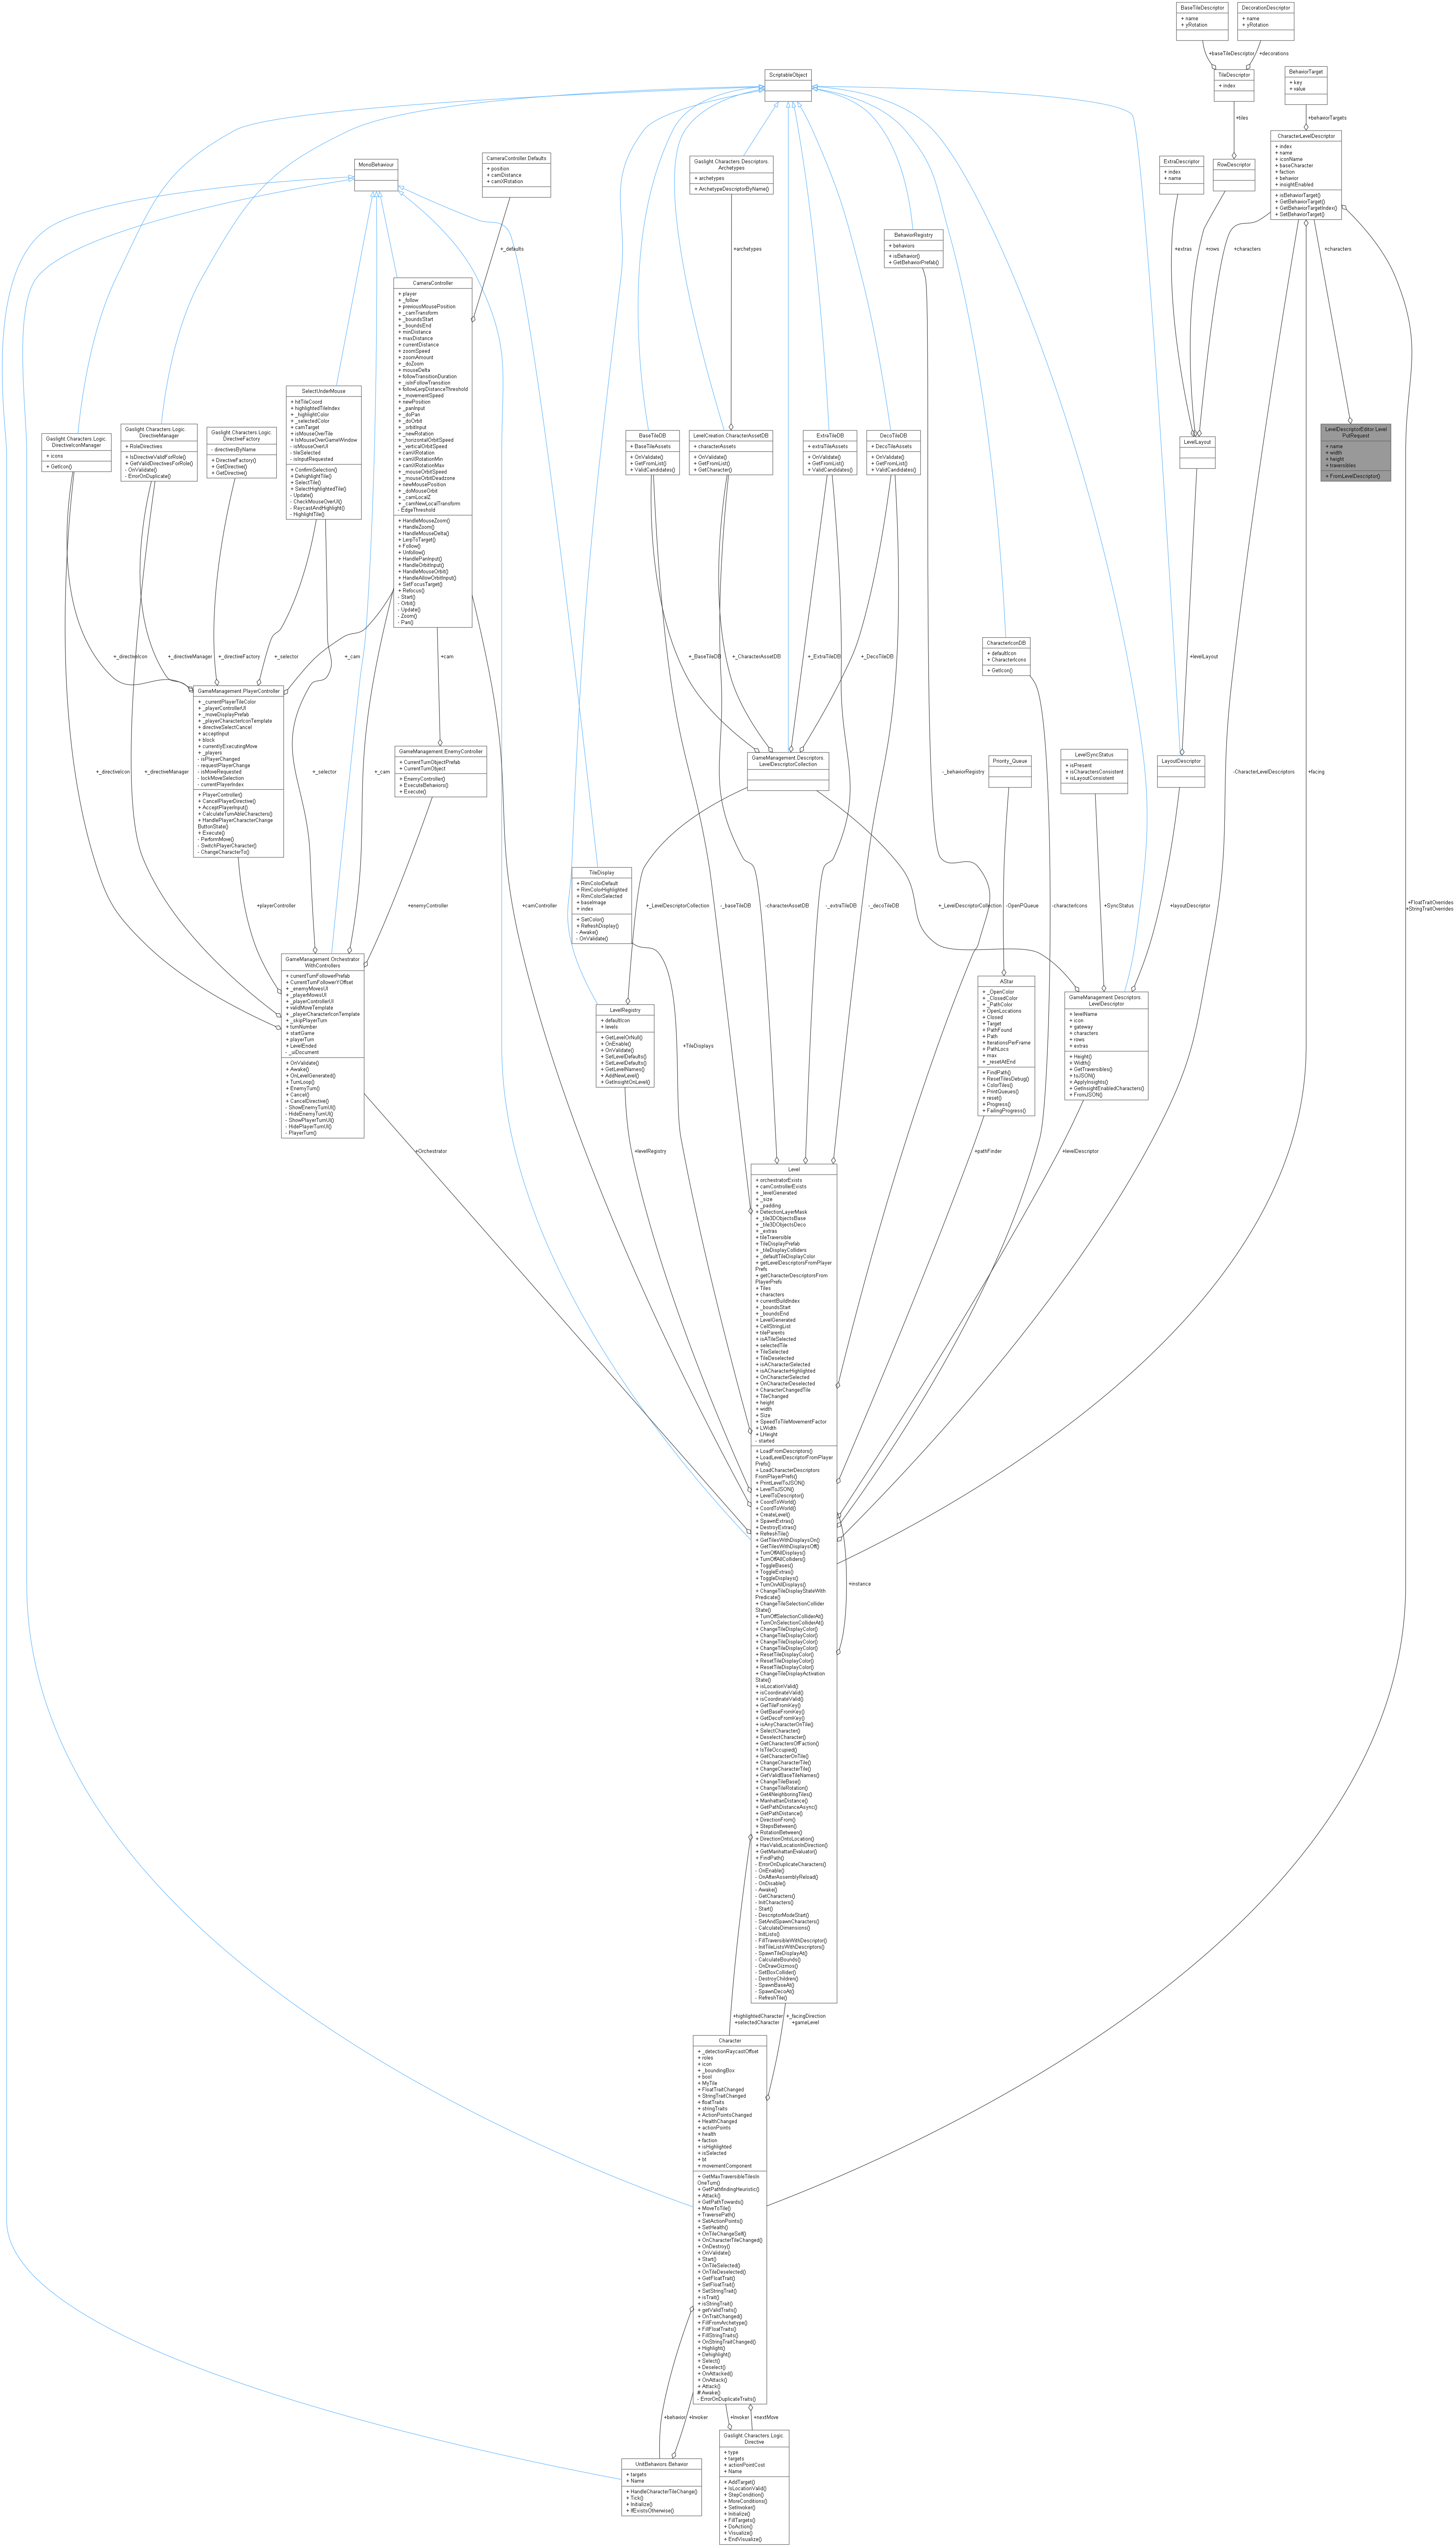 BaseTileDescriptor
+ name
+ yRotation
DecorationDescriptor
+ name
+ yRotation
+baseTileDescriptor
+decorations
ScriptableObject
TileDescriptor
+ index
BehaviorTarget
+ key
+ value
+tiles
+behaviorTargets
MonoBehaviour
CameraController.Defaults
+ position
+ camDistance
+ camXRotation
+_defaults
Gaslight.Characters.Descriptors.
Archetypes
+ archetypes
+ ArchetypeDescriptorByName()
+archetypes
ExtraDescriptor
+ index
+ name
RowDescriptor
CharacterLevelDescriptor
+ index
+ name
+ iconName
+ baseCharacter
+ faction
+ behavior
+ insightEnabled
+ isBehaviorTarget()
+ GetBehaviorTarget()
+ GetBehaviorTargetIndex()
+ SetBehaviorTarget()
+extras
+rows
+characters
+characters
BehaviorRegistry
+ behaviors
+ isBehavior()
+ GetBehaviorPrefab()
CameraController
+ player
+ _follow
+ previousMousePosition
+ _camTransform
+ _boundsStart
+ _boundsEnd
+ minDistance
+ maxDistance
+ currentDistance
+ zoomSpeed
+ zoomAmount
+ _doZoom
+ mouseDelta
+ followTransitionDuration
+ _isInFollowTransition
+ followLerpDistanceThreshold
+ _movementSpeed
+ newPosition
+ _panInput
+ _doPan
+ _doOrbit
+ _orbitInput
+ _newRotation
+ _horizontalOrbitSpeed
+ _verticalOrbitSpeed
+ camXRotation
+ camXRotationMin
+ camXRotationMax
+ _mouseOrbitSpeed
+ _mouseOrbitDeadzone
+ newMousePosition
+ _doMouseOrbit
+ _camLocalZ
+ _camNewLocalTransform
- EdgeThreshold
+ HandleMouseZoom()
+ HandleZoom()
+ HandleMouseDelta()
+ LerpToTarget()
+ Follow()
+ Unfollow()
+ HandlePanInput()
+ HandleOrbitInput()
+ HandleMouseOrbit()
+ HandleAllowOrbitInput()
+ SetFocusTarget()
+ Refocus()
- Start()
- Orbit()
- Update()
- Zoom()
- Pan()
SelectUnderMouse
+ hitTileCoord
+ highlightedTileIndex
+ _highlightColor
+ _selectedColor
+ camTarget
+ isMouseOverTile
+ IsMouseOverGameWindow
- isMouseOverUI
- tileSelected
- isInputRequested
+ ConfirmSelection()
+ DehighlightTile()
+ SelectTile()
+ SelectHighlightedTile()
- Update()
- CheckMouseOverUI()
- RaycastAndHighlight()
- HighlightTile()
Gaslight.Characters.Logic.
DirectiveIconManager
+ icons
+ GetIcon()
Gaslight.Characters.Logic.
DirectiveManager
+ RoleDirectives
+ IsDirectiveValidForRole()
+ GetValidDirectivesForRole()
- OnValidate()
- ErrorOnDuplicate()
Gaslight.Characters.Logic.
DirectiveFactory
- directivesByName
+ DirectiveFactory()
+ GetDirective()
+ GetDirective()
BaseTileDB
+ BaseTileAssets
+ OnValidate()
+ GetFromList()
+ ValidCandidates()
LevelCreation.CharacterAssetDB
+ characterAssets
+ OnValidate()
+ GetFromList()
+ GetCharacter()
ExtraTileDB
+ extraTileAssets
+ OnValidate()
+ GetFromList()
+ ValidCandidates()
DecoTileDB
+ DecoTileAssets
+ OnValidate()
+ GetFromList()
+ ValidCandidates()
LevelLayout
LevelDescriptorEditor.Level
PutRequest
+ name
+ width
+ height
+ traversibles
+ FromLevelDescriptor()
+_directiveIcon
+_directiveManager
+_directiveFactory
+_selector
+_cam
+cam
+_BaseTileDB
+_CharacterAssetDB
+_ExtraTileDB
+_DecoTileDB
CharacterIconDB
+ defaultIcon
+ CharacterIcons
+ GetIcon()
+levelLayout
GameManagement.PlayerController
+ _currentPlayerTileColor
+ _playerControllerUI
+ _moveDisplayPrefab
+ _playerCharacterIconTemplate
+ directiveSelectCancel
+ acceptInput
+ block
+ currentlyExecutingMove
+ _players
- isPlayerChanged
- requestPlayerChange
- isMoveRequested
- lockMoveSelection
- currentPlayerIndex
+ PlayerController()
+ CancelPlayerDirective()
+ AcceptPlayerInput()
+ CalculateTurnAbleCharacters()
+ HandlePlayerCharacterChange
ButtonState()
+ Execute()
- PerformMove()
- SwitchPlayerCharacter()
- ChangeCharacterTo()
GameManagement.EnemyController
+ CurrentTurnObjectPrefab
+ CurrentTurnObject
+ EnemyController()
+ ExecuteBehaviors()
+ Execute()
GameManagement.Descriptors.
LevelDescriptorCollection
Priority_Queue
LevelSyncStatus
+ isPresent
+ isCharactersConsistent
+ isLayoutConsistent
LayoutDescriptor
+_directiveIcon
+_directiveManager
+_selector
+_cam
-_behaviorRegistry
-CharacterLevelDescriptors
+facing
+FloatTraitOverrides
+StringTraitOverrides
TileDisplay
+ RimColorDefault
+ RimColorHighlighted
+ RimColorSelected
+ baseImage
+ index
+ SetColor()
+ RefreshDisplay()
- Awake()
- OnValidate()
+playerController
+enemyController
+camController
+_LevelDescriptorCollection
-_baseTileDB
-characterAssetDB
-_extraTileDB
-_decoTileDB
+_LevelDescriptorCollection
-OpenPQueue
-characterIcons
+SyncStatus
+layoutDescriptor
GameManagement.Orchestrator
WithControllers
+ currentTurnFollowerPrefab
+ CurrentTurnFollowerYOffset
+ _enemyMovesUI
+ _playerMovesUI
+ _playerControllerUI
+ validMoveTemplate
+ _playerCharacterIconTemplate
+ _skipPlayerTurn
+ turnNumber
+ startGame
+ playerTurn
+ LevelEnded
- _uiDocument
+ OnValidate()
+ Awake()
+ OnLevelGenerated()
+ TurnLoop()
+ EnemyTurn()
+ Cancel()
+ CancelDirective()
- ShowEnemyTurnUI()
- HideEnemyTurnUI()
- ShowPlayerTurnUI()
- HidePlayerTurnUI()
- PlayerTurn()
LevelRegistry
+ defaultIcon
+ levels
+ GetLevelOrNull()
+ OnEnable()
+ OnValidate()
+ SetLevelDefaults()
+ SetLevelDefaults()
+ GetLevelNames()
+ AddNewLevel()
+ GetInsightOnLevel()
AStar
+ _OpenColor
+ _ClosedColor
+ _PathColor
+ OpenLocations
+ Closed
+ Target
+ PathFound
+ Path
+ IterationsPerFrame
+ PathLocs
+ max
+ _resetAtEnd
+ FindPath()
+ ResetTilesDebug()
+ ColorTiles()
+ PrintQueues()
+ reset()
+ Progress()
+ FailingProgress()
GameManagement.Descriptors.
LevelDescriptor
+ levelName
+ icon
+ gateway
+ characters
+ rows
+ extras
+ Height()
+ Width()
+ GetTraversibles()
+ toJSON()
+ ApplyInsights()
+ GetInsightEnabledCharacters()
+ FromJSON()
+TileDisplays
+Orchestrator
+levelRegistry
+pathFinder
+levelDescriptor
Level
+ orchestratorExists
+ camControllerExists
+ _levelGenerated
+ _size
+ _padding
+ DetectionLayerMask
+ _tile3DObjectsBase
+ _tile3DObjectsDeco
+ _extras
+ tileTraversible
+ TileDisplayPrefab
+ _tileDisplayColliders
+ _defaultTileDisplayColor
+ getLevelDescriptorsFromPlayer
Prefs
+ getCharacterDescriptorsFrom
PlayerPrefs
+ Tiles
+ characters
+ currentBuildIndex
+ _boundsStart
+ _boundsEnd
+ LevelGenerated
+ CellStringList
+ tileParents
+ isATileSelected
+ selectedTile
+ TileSelected
+ TileDeselected
+ isACharacterSelected
+ isACharacterHighlighted
+ OnCharacterSelected
+ OnCharacterDeselected
+ CharacterChangedTile
+ TileChanged
+ height
+ width
+ Size
+ SpeedToTileMovementFactor
+ LWidth
+ LHeight
- started
+ LoadFromDescriptors()
+ LoadLevelDescriptorFromPlayer
Prefs()
+ LoadCharacterDescriptors
FromPlayerPrefs()
+ PrintLevelToJSON()
+ LevelToJSON()
+ LevelToDescriptor()
+ CoordToWorld()
+ CoordToWorld()
+ CreateLevel()
+ SpawnExtras()
+ DestroyExtras()
+ RefreshTile()
+ GetTilesWithDisplaysOn()
+ GetTilesWithDisplaysOff()
+ TurnOffAllDisplays()
+ TurnOffAllColliders()
+ ToggleBases()
+ ToggleExtras()
+ ToggleDisplays()
+ TurnOnAllDisplays()
+ ChangeTileDisplayStateWith
Predicate()
+ ChangeTileSelectionCollider
State()
+ TurnOffSelectionColliderAt()
+ TurnOnSelectionColliderAt()
+ ChangeTileDisplayColor()
+ ChangeTileDisplayColor()
+ ChangeTileDisplayColor()
+ ChangeTileDisplayColor()
+ ResetTileDisplayColor()
+ ResetTileDisplayColor()
+ ResetTileDisplayColor()
+ ChangeTileDisplayActivation
State()
+ isLocationValid()
+ isCoordinateValid()
+ isCoordinateValid()
+ GetTileFromKey()
+ GetBaseFromKey()
+ GetDecoFromKey()
+ isAnyCharacterOnTile()
+ SelectCharacter()
+ DeselectCharacter()
+ GetCharactersOfFaction()
+ IsTileOccupied()
+ GetCharacterOnTile()
+ ChangeCharacterTile()
+ ChangeCharacterTile()
+ GetValidBaseTileNames()
+ ChangeTileBase()
+ ChangeTileRotation()
+ Get4NeighboringTiles()
+ ManhattanDistance()
+ GetPathDistanceAsync()
+ GetPathDistance()
+ DirectionFrom()
+ StepsBetween()
+ RotationBetween()
+ DirectionOntoLocation()
+ HasValidLocationInDirection()
+ GetManhattanEvaluator()
+ FindPath()
- ErrorOnDuplicateCharacters()
- OnEnable()
- OnAfterAssemblyReload()
- OnDisable()
- Awake()
- GetCharacters()
- InitCharacters()
- Start()
- DescriptorModeStart()
- SetAndSpawnCharacters()
- CalculateDimensions()
- InitLists()
- FillTraversibleWithDescriptor()
- InitTileListsWithDescriptors()
- SpawnTileDisplayAt()
- CalculateBounds()
- OnDrawGizmos()
- SetBoxCollider()
- DestroyChildren()
- SpawnBaseAt()
- SpawnDecoAt()
- RefreshTile()
+instance
+highlightedCharacter
+selectedCharacter
+_facingDirection
+gameLevel
Character
+ _detectionRaycastOffset
+ roles
+ icon
+ _boundingBox
+ bool
+ MyTile
+ FloatTraitChanged
+ StringTraitChanged
+ floatTraits
+ stringTraits
+ ActionPointsChanged
+ HealthChanged
+ actionPoints
+ health
+ faction
+ isHighlighted
+ isSelected
+ bt
+ movementComponent
+ GetMaxTraversibleTilesIn
OneTurn()
+ GetPathfindingHeuristic()
+ Attack()
+ GetPathTowards()
+ MoveToTile()
+ TraversePath()
+ SetActionPoints()
+ SetHealth()
+ OnTileChangeSelf()
+ OnCharacterTileChanged()
+ OnDestroy()
+ OnValidate()
+ Start()
+ OnTileSelected()
+ OnTileDeselected()
+ GetFloatTrait()
+ SetFloatTrait()
+ SetStringTrait()
+ isTrait()
+ isStringTrait()
+ getValidTraits()
+ OnTraitChanged()
+ FillFromArchetype()
+ FillFloatTraits()
+ FillStringTraits()
+ OnStringTraitChanged()
+ Highlight()
+ Dehighlight()
+ Select()
+ Deselect()
+ OnAttacked()
+ OnAttack()
+ Attack()
# Awake()
- ErrorOnDuplicateTraits()
+behavior
+Invoker
+Invoker
+nextMove
UnitBehaviors.Behavior
+ targets
+ Name
+ HandleCharacterTileChange()
+ Tick()
+ Initialize()
+ IfExistsOtherwise()
Gaslight.Characters.Logic.
Directive
+ type
+ targets
+ actionPointCost
+ Name
+ AddTarget()
+ IsLocationValid()
+ StepCondition()
+ MoreConditions()
+ SetInvoker()
+ Initialize()
+ FillTargets()
+ DoAction()
+ Visualize()
+ EndVisualize()